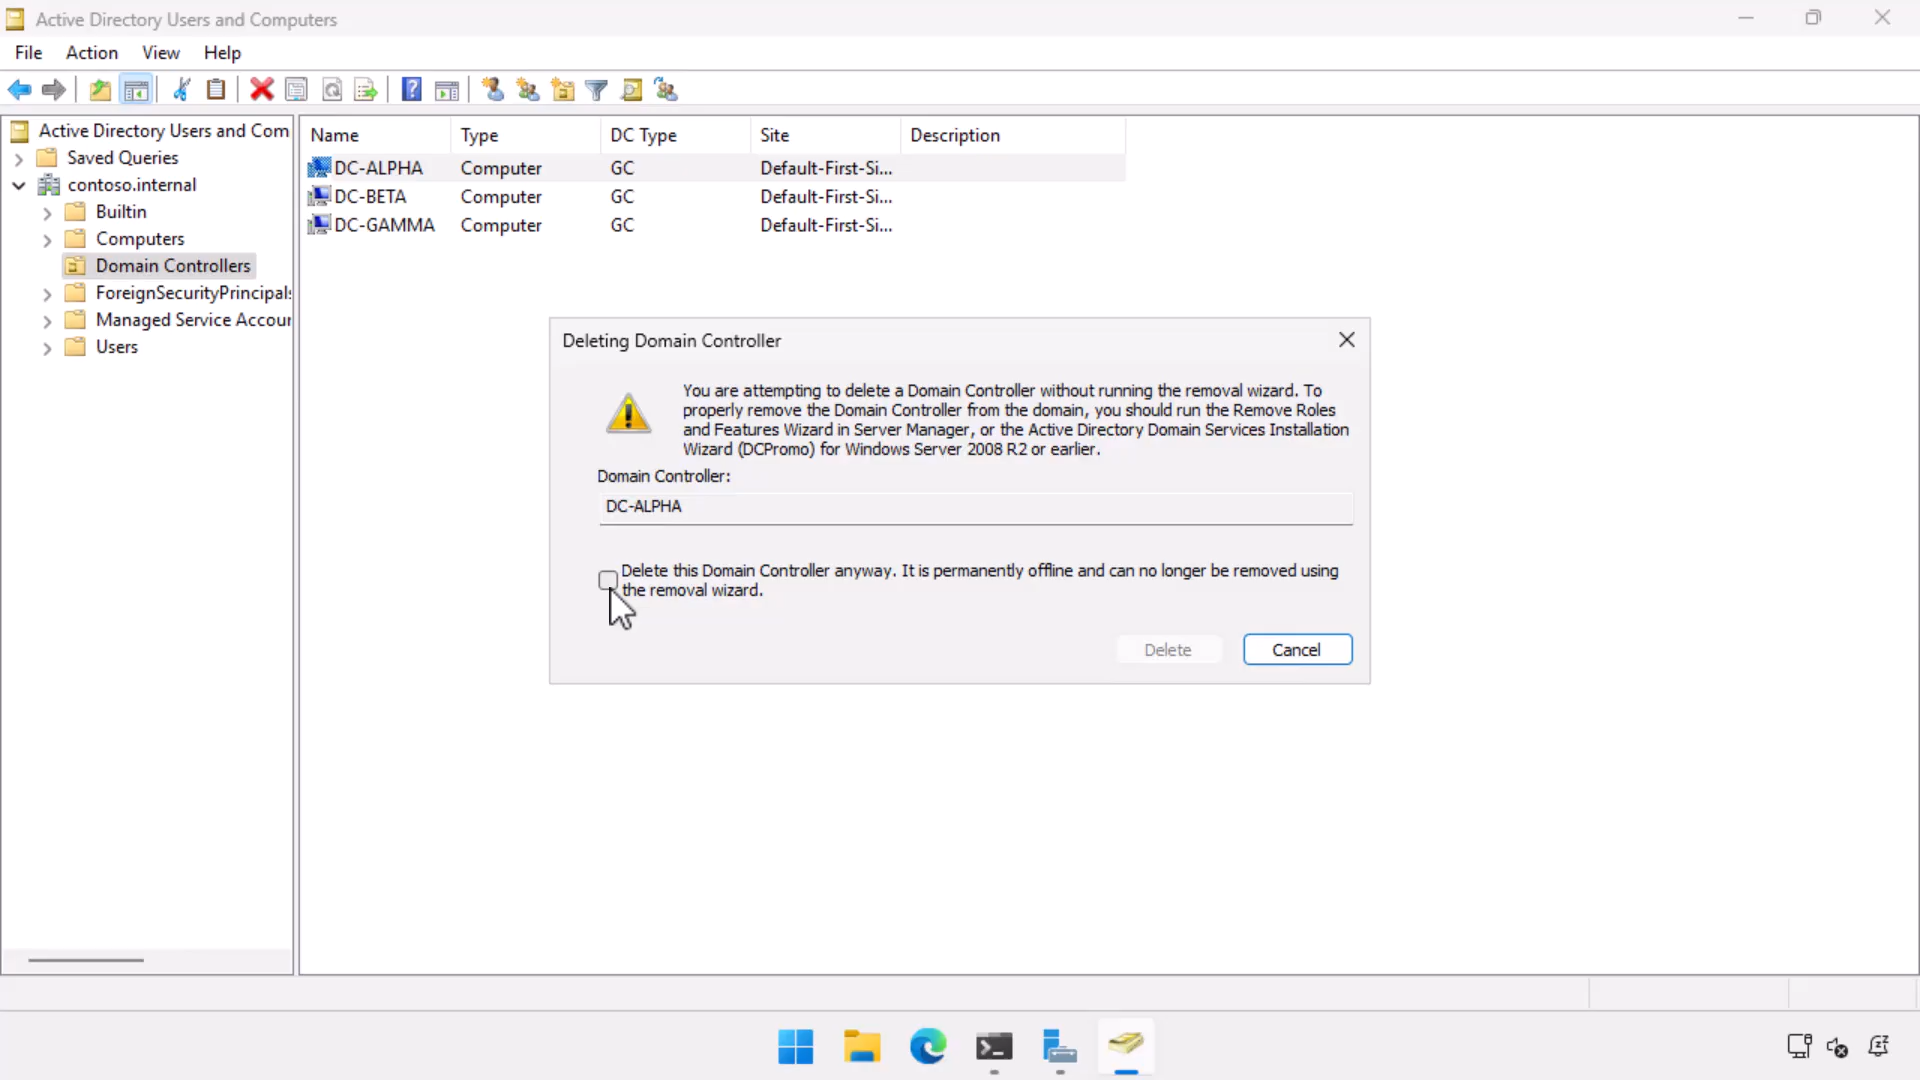 Active Directory Users and Computers
File Action View Help
Active Directory Users and Com
Saved Queries
contoso.internal
Builtin
Computers
Domain Controllers
ForeignSecurityPrincipals
Managed Service Accoun
Users
Name Type DC Type Site Description
DC-ALPHA Computer GC Default-First-Si...
DC-BETA Computer GC Default-First-Si...
DC-GAMMA Computer GC Default-First-Si...
Deleting Domain Controller
You are attempting to delete a Domain Controller without running the removal wizard. To
properly remove the Domain Controller from the domain, you should run the Remove Roles
and Features Wizard in Server Manager, or the Active Directory Domain Services Installation
Wizard (DCPromo) for Windows Server 2008 R2 or earlier.
Domain Controller:
DC-ALPHA
Delete this Domain Controller anyway. It is permanently offline and can no longer be removed using
the removal wizard.
Delete Cancel